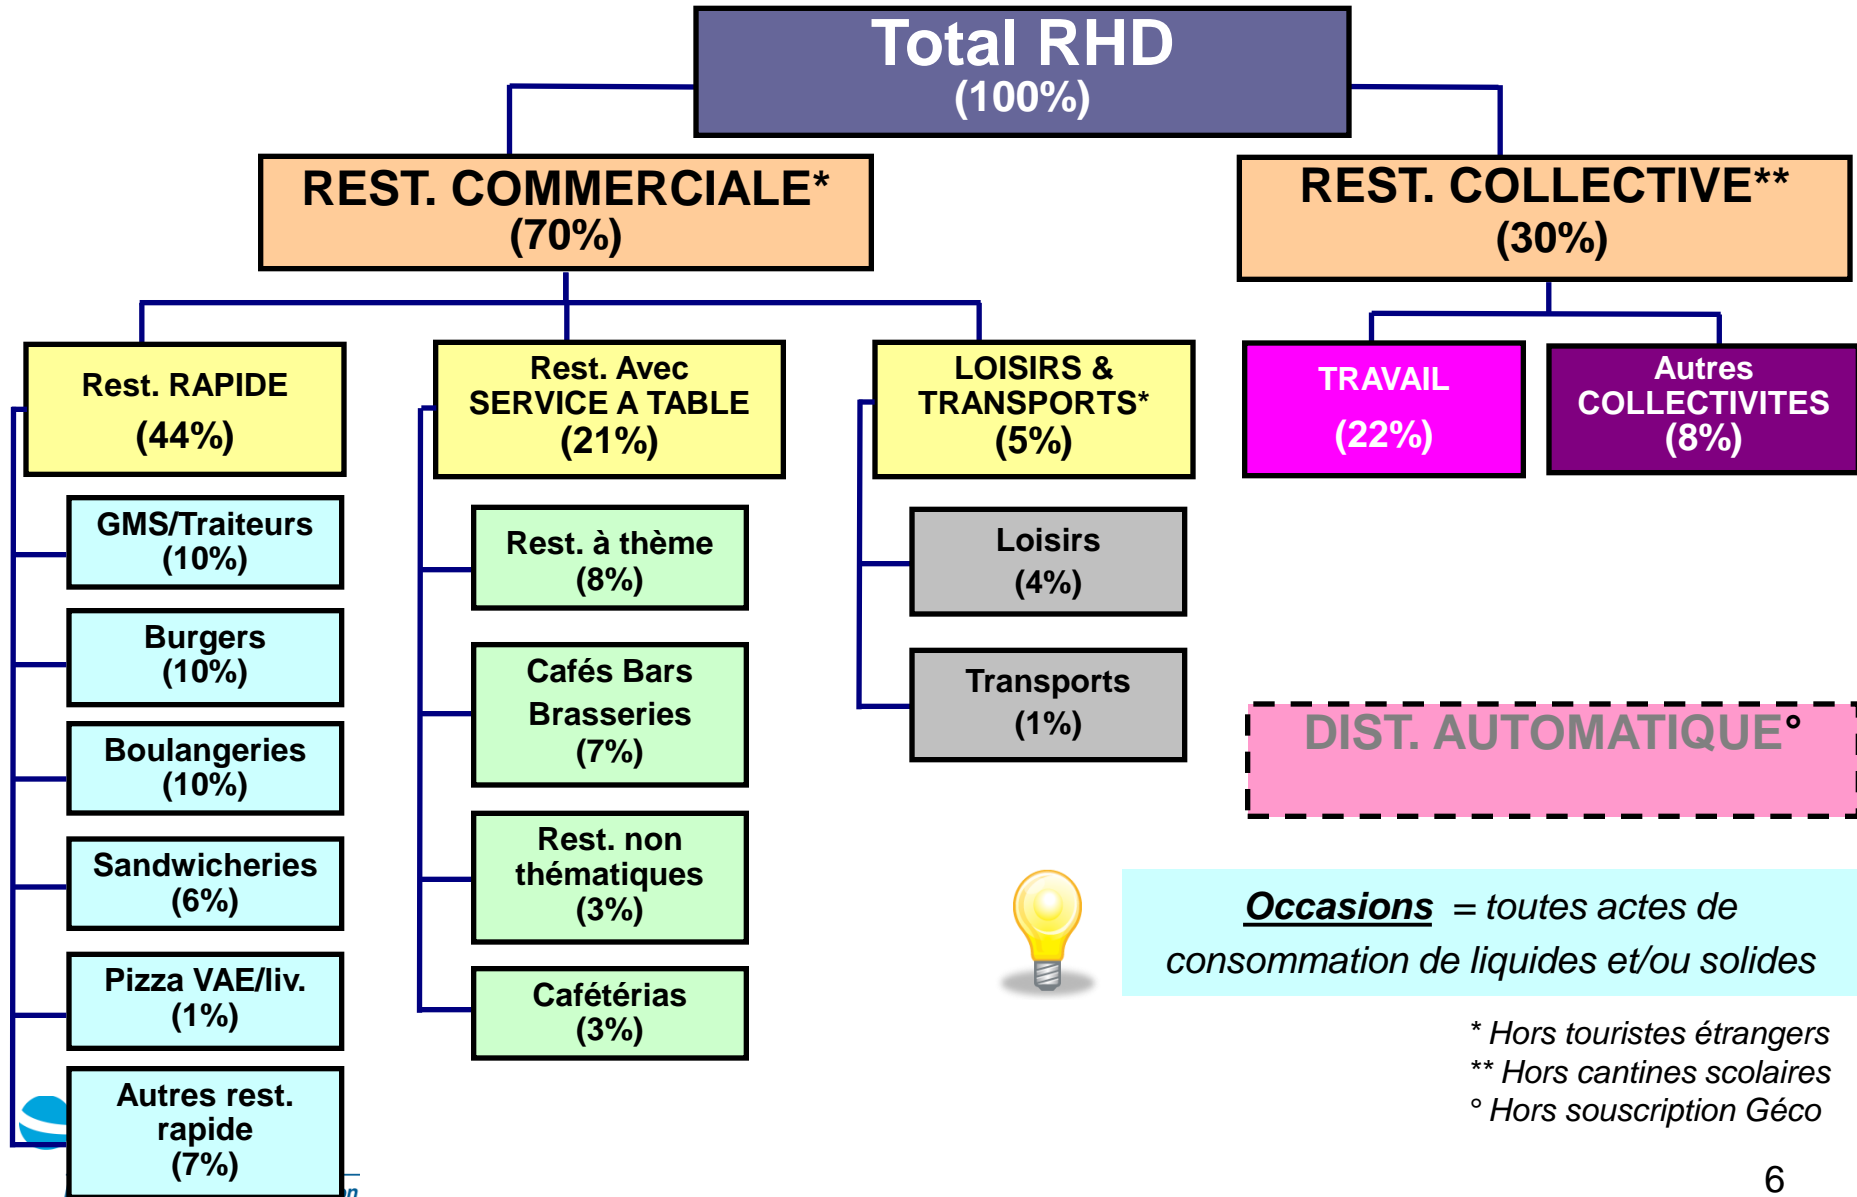 Total RHD
(100%)
REST. COMMERCIALE*
(70%)
REST. COLLECTIVE**
(30%)
Rest. RAPIDE
(44%)
Rest. Avec
SERVICE A TABLE
(21%)
LOISIRS &
TRANSPORTS*
(5%)
TRAVAIL
(22%)
Autres
COLLECTIVITES
(8%)
GMS/Traiteurs
(10%)
Burgers
(10%)
Boulangeries
(10%)
Sandwicheries
(6%)
Pizza VAE/liv.
(1%)
Autres rest.
rapide
(7%)
Rest. à thème
(8%)
Cafés Bars
Brasseries
(7%)
Rest. non
thématiques
(3%)
Cafétérias
(3%)
Loisirs
(4%)
Transports
(1%)
DIST. AUTOMATIQUE°
Occasions = toutes actes de
consommation de liquides et/ou solides
* Hors touristes étrangers
** Hors cantines scolaires
° Hors souscription Géco
6